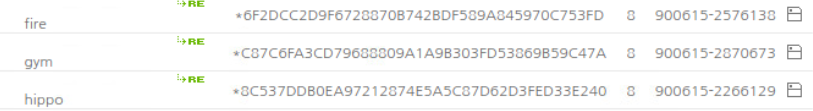 RE
fire *6F2DCC2D9F6728870B742BDF589A845970C753FD 8 900615-2576138
RE
gym *C87C6FA3CD79688809A1A9B303FD53869B59C47A 8 900615-2870673
RE
hippo *8C537DDB0EA97212874E5A5C87D62D3FED33E240 8 900615-2266129